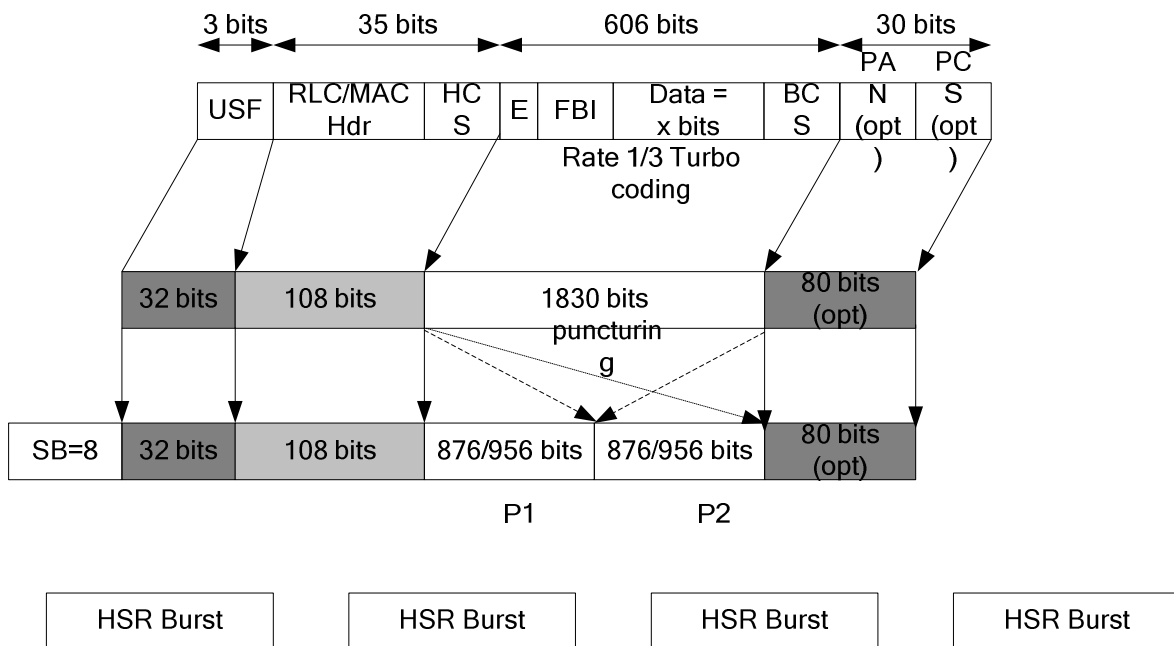 3 bits 35 bits 606 bits 30 bits
USF RLC/MAC Hdr HC S E FBI Data = x bits BC S PA N (opt ) PC S (opt )
Rate 1/3 Turbo
coding
32 bits 108 bits 1830 bits 80 bits (opt)
puncturin
g
SB=8 32 bits 108 bits 876/956 bits 876/956 bits 80 bits (opt)
P1 P2
HSR Burst HSR Burst HSR Burst HSR Burst